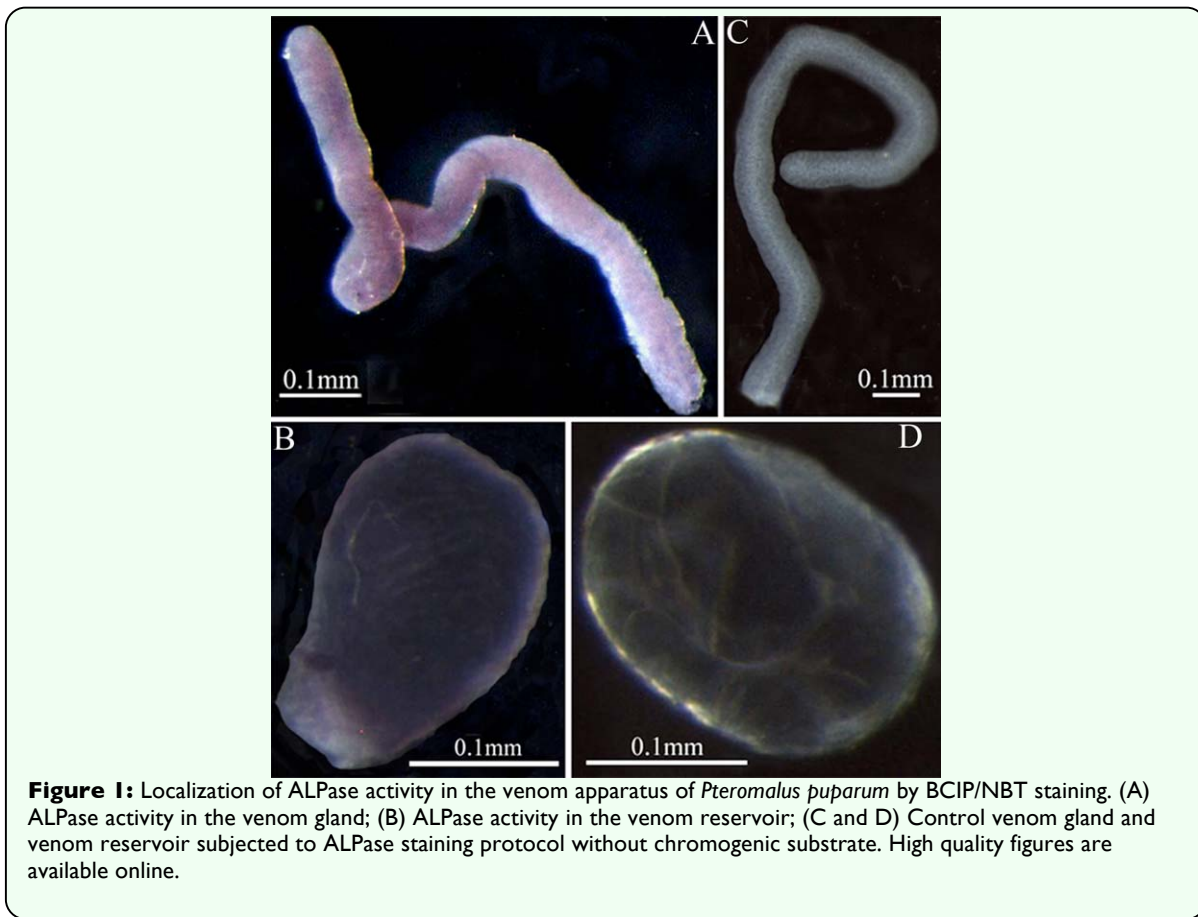 A
C
0.1mm
0.1mm
B
D
0.1mm
0.1mm
Figure 1: Localization of ALPase activity in the venom apparatus of Pteromalus puparum by BCIP/NBT staining. (A)
ALPase activity in the venom gland; (B) ALPase activity in the venom reservoir; (C and D) Control venom gland and
venom reservoir subjected to ALPase staining protocol without chromogenic substrate. High quality figures are
available online.